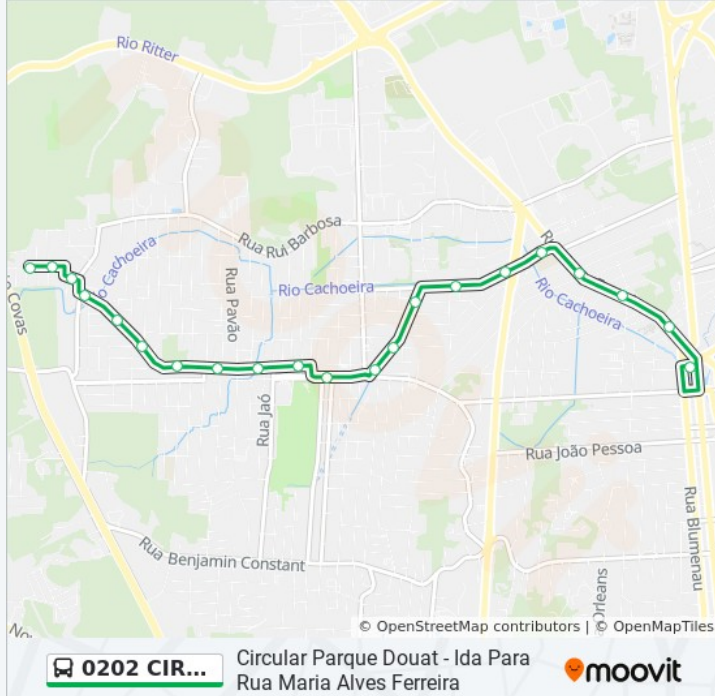 Rio Ritter
Rua Rui Barbosa
Rio Cachoeira
Rua Pavão
Rio Cachoeira
Rio Cachoeira
Covas
Rua Jaó
Rua João Pessoa
Rua Blumenau
Rua Benjamin Constant
Orleans
© OpenStreetMap contributors | © OpenMapTiles
0202 CIR...
Circular Parque Douat - Ida Para
Rua Maria Alves Ferreira
moovit